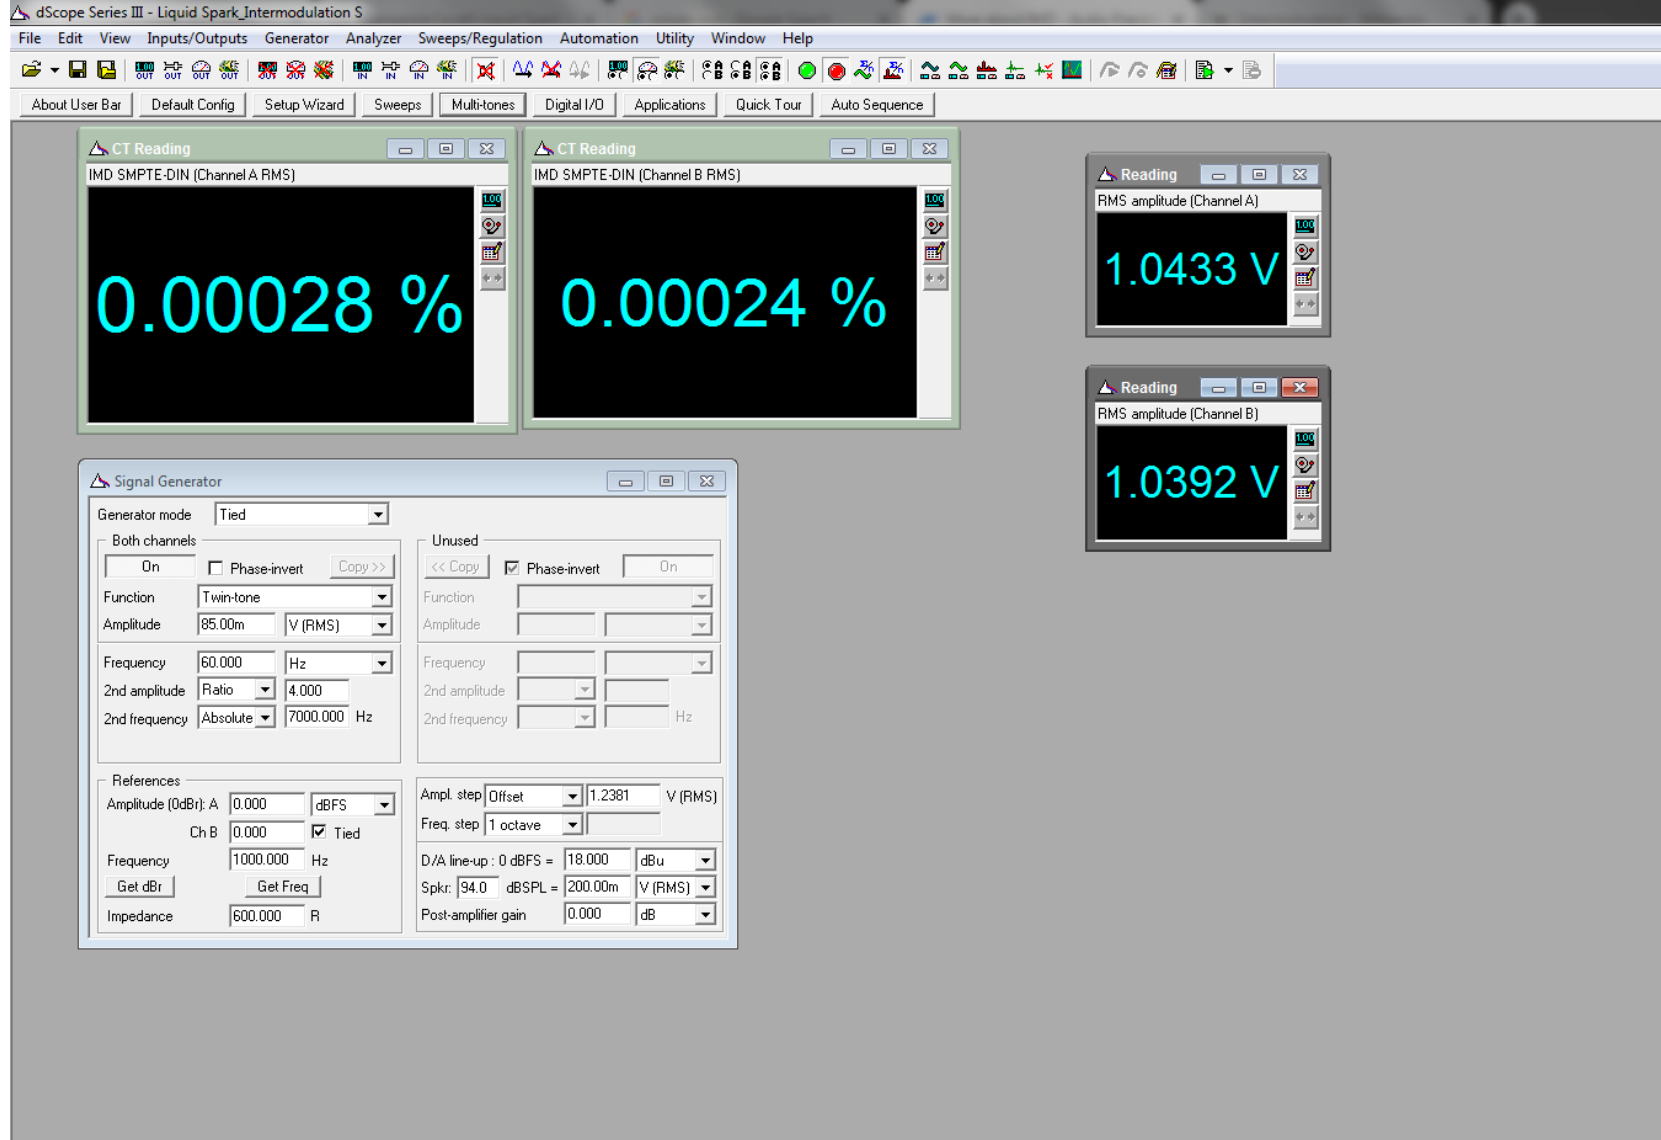 dScope Series III - Liquid Spark_Intermodulation S
File Edit View Inputs/Outputs Generator Analyzer Sweeps/Regulation Automation Utility Window Help
About User Bar Default Config Setup Wizard Sweeps Multi-tones Digital I/O Applications Quick Tour Auto Sequence
CT Reading
IMD SMPTE-DIN (Channel A RMS)
0.00028 %
CT Reading
IMD SMPTE-DIN (Channel B RMS)
0.00024 %
Reading
RMS amplitude (Channel A)
1.0433 V
Reading
RMS amplitude (Channel B)
1.0392 V
Signal Generator
Generator mode Tied
Both channels
On Phase-invert Copy >>
Function Twin-tone
Amplitude 85.00m V (RMS)
Frequency 60.000 Hz
2nd amplitude Ratio 4.000
2nd frequency Absolute 7000.000 Hz
Unused
<< Copy Phase-invert On
Function
Amplitude
Frequency
2nd amplitude
2nd frequency Hz
References
Amplitude (0dBr): A 0.000 dBFS
Ch B 0.000 Tied
Frequency 1000.000 Hz
Get dBr Get Freq
Impedance 600.000 R
Ampl. step Offset 1.2381 V (RMS)
Freq. step 1 octave
D/A line-up : 0 dBFS = 18.000 dBu
Spkr: 94.0 dBSPL = 200.00m V (RMS)
Post-amplifier gain 0.000 dB